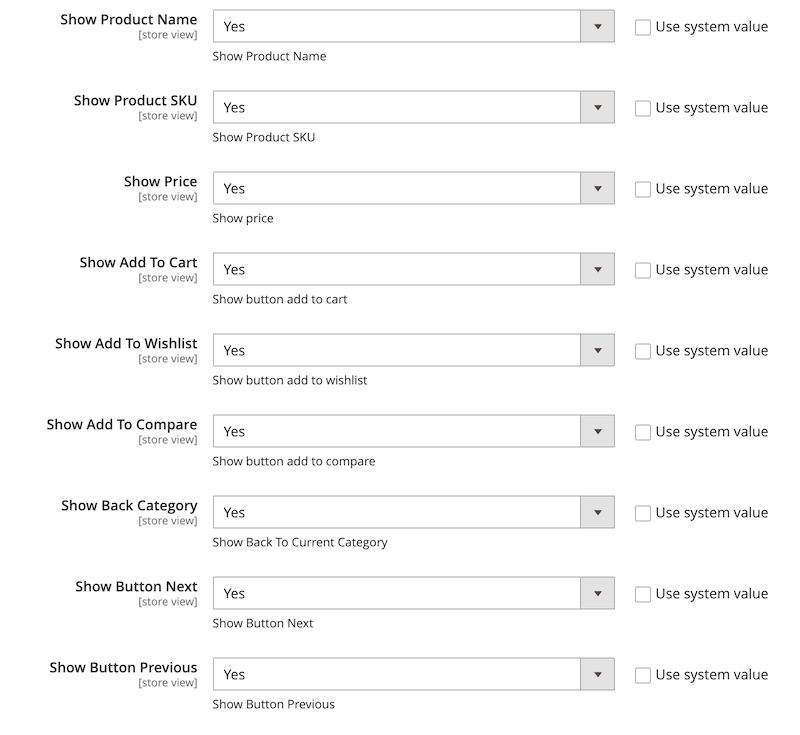 Show Product Name
Yes
Use system value
[store view]
Show Product Name
Show Product SKU
Yes
Use system value
[store view]
Show Product SKU
Show Price
Yes
Use system value
[store view]
Show price
Show Add To Cart
Yes
Use system value
[store view]
Show button add to cart
Show Add To Wishlist
Yes
Use system value
[store view]
Show button add to wishlist
Show Add To Compare
Yes
Use system value
[store view]
Show button add to compare
Show Back Category
Yes
Use system value
[store view]
Show Back To Current Category
Show Button Next
Yes
Use system value
[store view]
Show Button Next
Show Button Previous
Yes
Use system value
[store view]
Show Button Previous